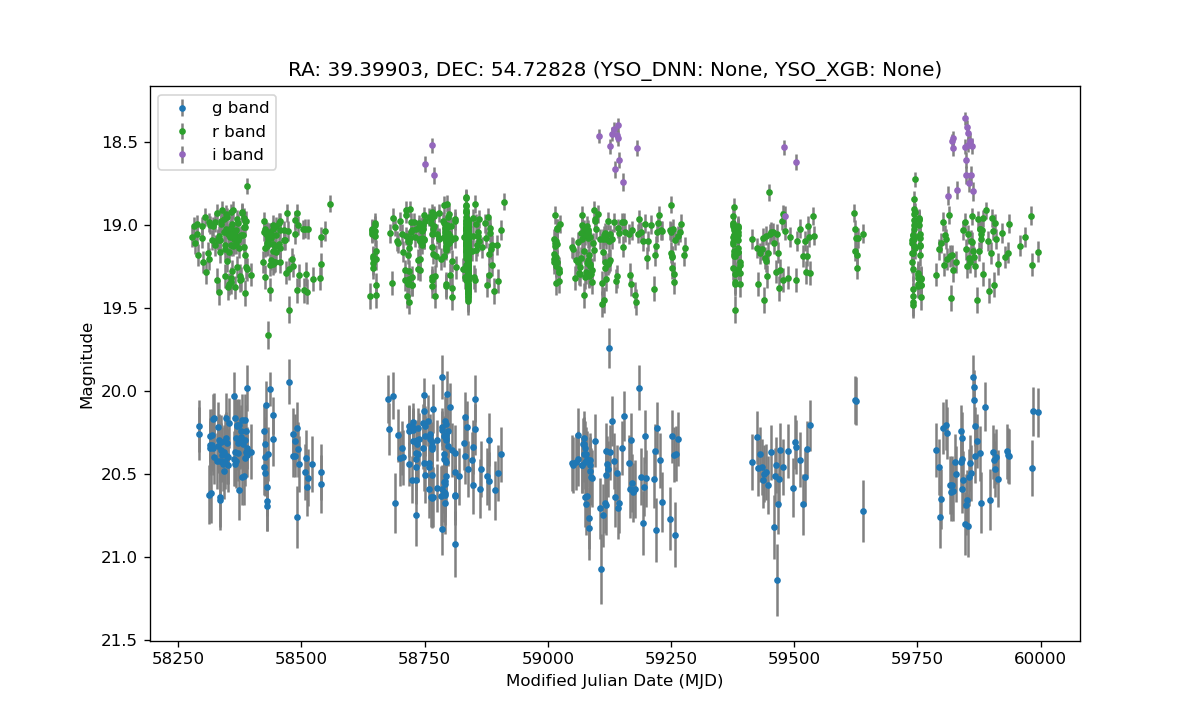 RA: 39.39903, DEC: 54.72828 (YSO_DNN: None, YSO_XGB: None)
g band
r band
i band
18.5
19.0
19.5
20.0
20.5
21.0
21.5
Magnitude
58250 58500 58750 59000 59250 59500 59750 60000
Modified Julian Date (MJD)